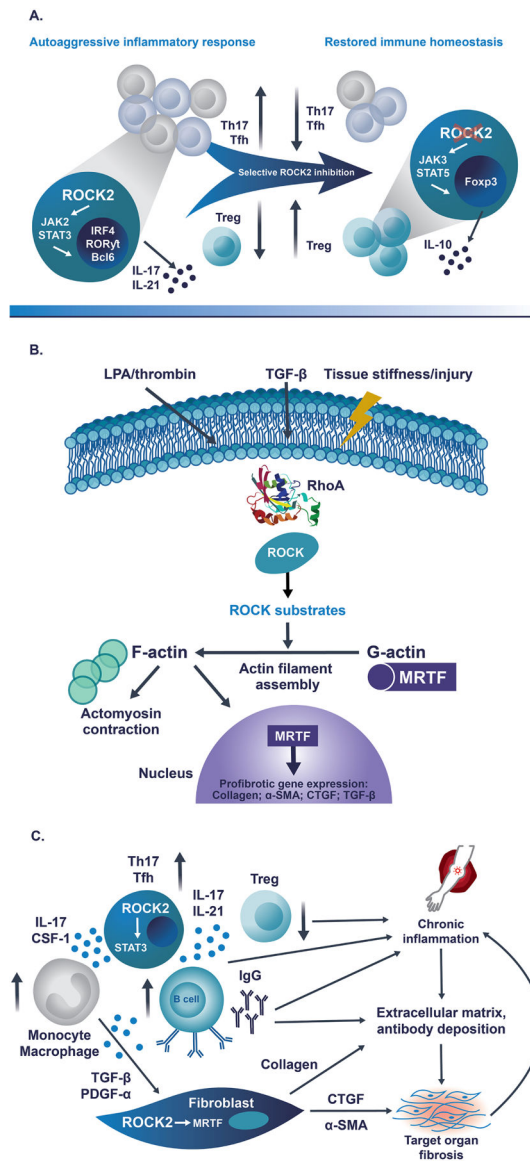 A.
Autoaggressive inflammatory response
Restored immune homeostasis
Th17
Tfh
Th17
Tfh
Selective ROCK2 inhibition
Treg
Treg
ROCK2
JAK2
STAT3
IRF4
RORγt
Bcl6
IL-17
IL-21
ROCK2
JAK3
STAT5
Foxp3
IL-10
B.
LPA/thrombin
TGF-β
Tissue stiffness/injury
RhoA
ROCK
ROCK substrates
F-actin
G-actin
Actin filament
assembly
MRTF
Actomyosin
contraction
MRTF
Nucleus
Profibrotic gene expression:
Collagen; α-SMA; CTGF; TGF-β
C.
Th17
Tfh
Treg
ROCK2
STAT3
IL-17
IL-21
IL-17
CSF-1
Chronic
inflammation
IgG
B cell
Monocyte
Macrophage
Extracellular matrix,
antibody deposition
TGF-β
PDGF-α
Collagen
Fibroblast
ROCK2
MRTF
CTGF
α-SMA
Target organ
fibrosis